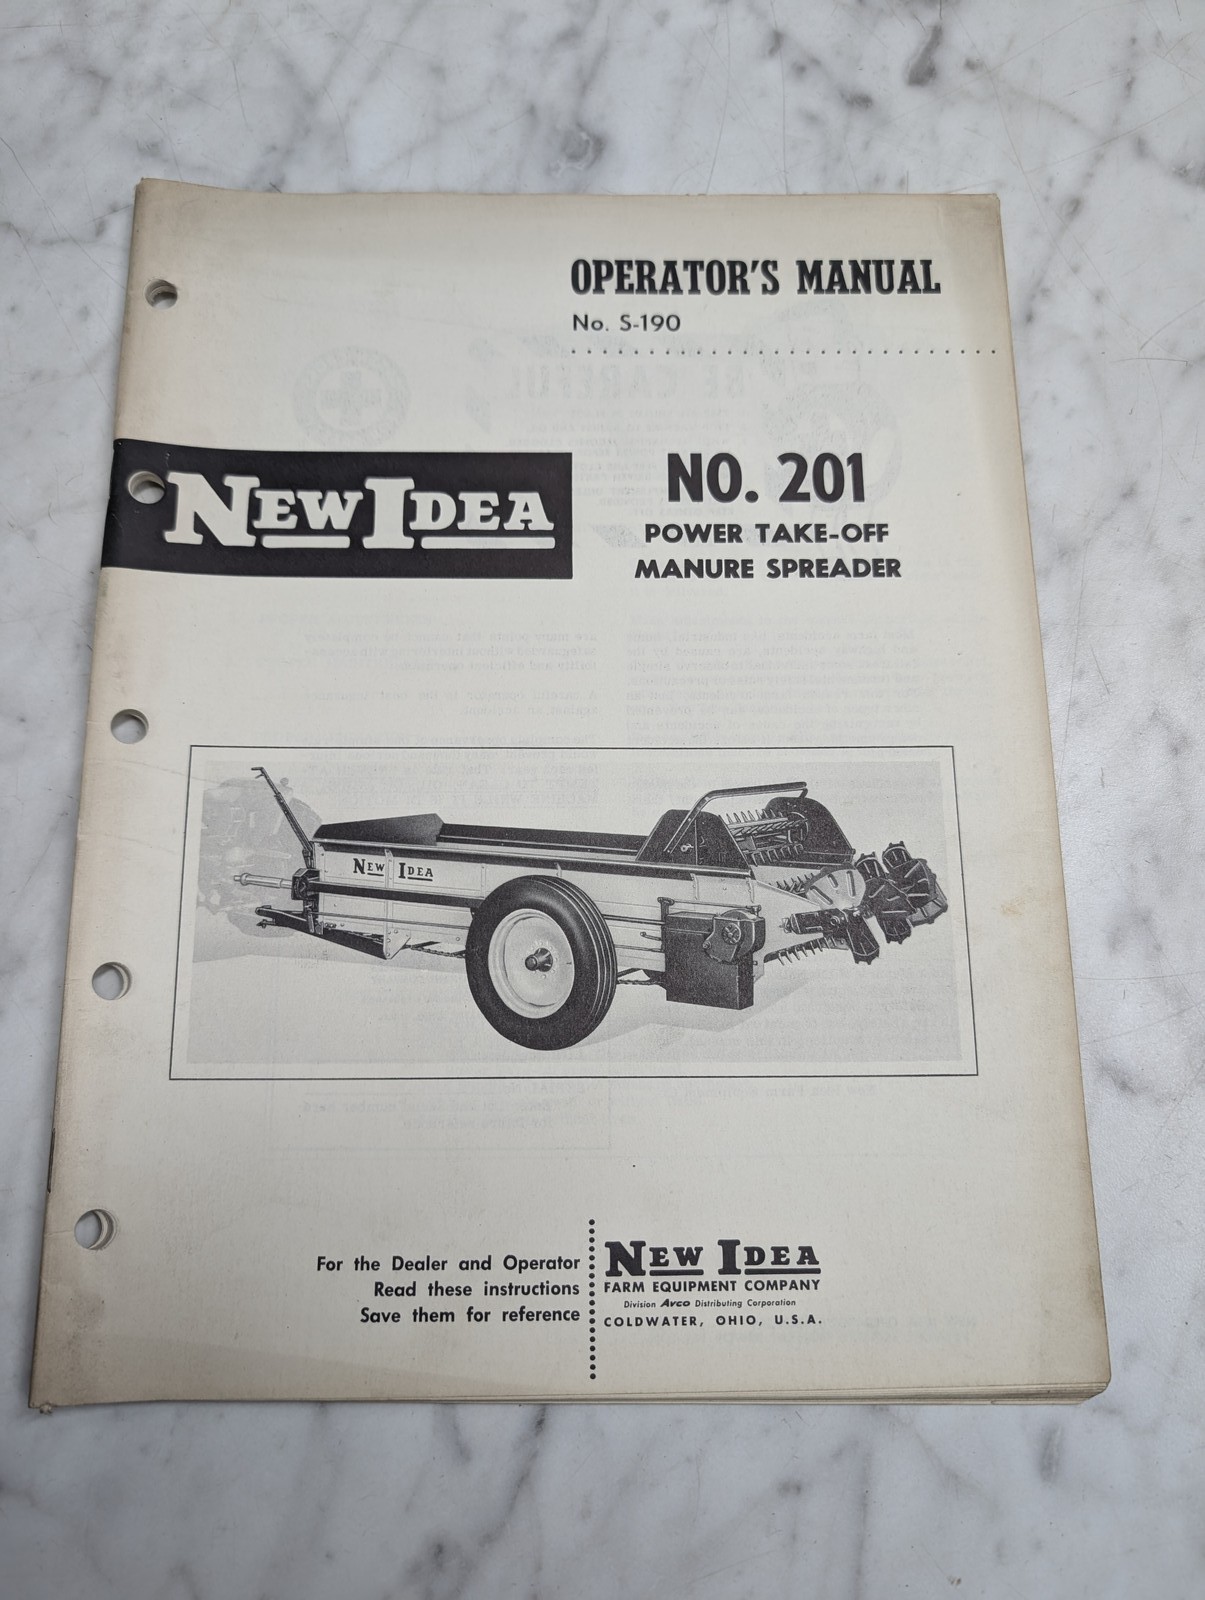 OPERATOR'S MANUAL
No. S-190
NEW IDEA
NO. 201
POWER TAKE-OFF
MANURE SPREADER
NEW IDEA
For the Dealer and Operator
Read these instructions
Save them for reference
NEW IDEA
FARM EQUIPMENT COMPANY
Division Avco Distributing Corporation
COLDWATER, OHIO, U.S.A.